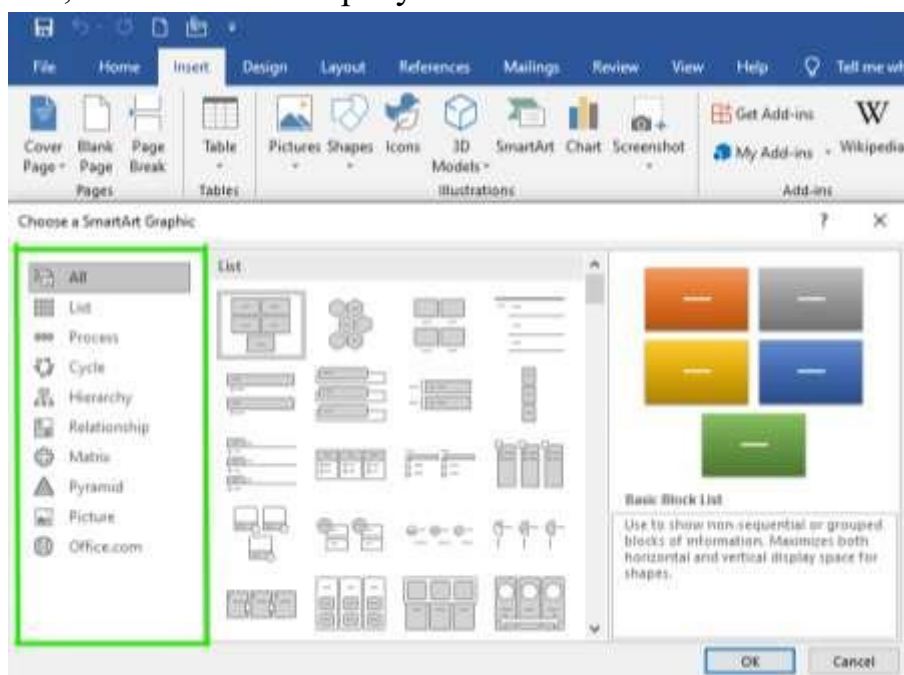 File Home Insert Design Layout References Mailings Review View Help Tell me wh
Cover Page Blank Page Page Break Table Pictures Shapes Icons 3D Models SmartArt Chart Screenshot Get Add-ins My Add-ins Wikipedia
Pages Tables Illustrations Add-ins
Choose a SmartArt Graphic ? ×
All
List
Process
Cycle
Hierarchy
Relationship
Matrix
Pyramid
Picture
Office.com
List
Basic Block List
Use to show non-sequential or grouped
blocks of information. Maximizes both
horizontal and vertical display space for
shapes.
OK Cancel